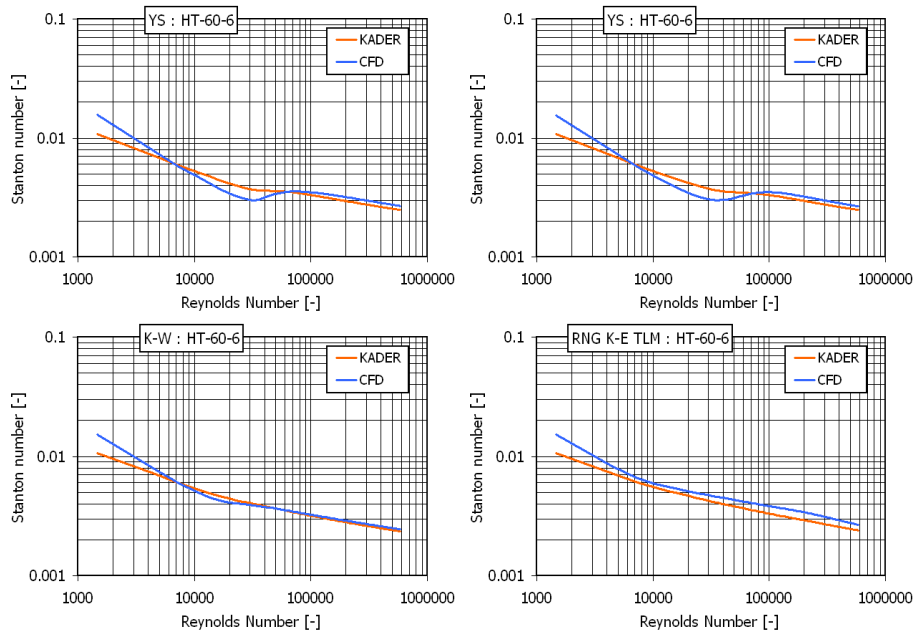 YS : HT-60-6
0.1
KADER
CFD
Stanton number [-]
0.01
0.001
1000 10000 100000 1000000
Reynolds Number [-]
YS : HT-60-6
0.1
KADER
CFD
Stanton number [-]
0.01
0.001
1000 10000 100000 1000000
Reynolds Number [-]
K-W : HT-60-6
0.1
KADER
CFD
Stanton number [-]
0.01
0.001
1000 10000 100000 1000000
Reynolds Number [-]
RNG K-E TLM : HT-60-6
0.1
KADER
CFD
Stanton number [-]
0.01
0.001
1000 10000 100000 1000000
Reynolds Number [-]